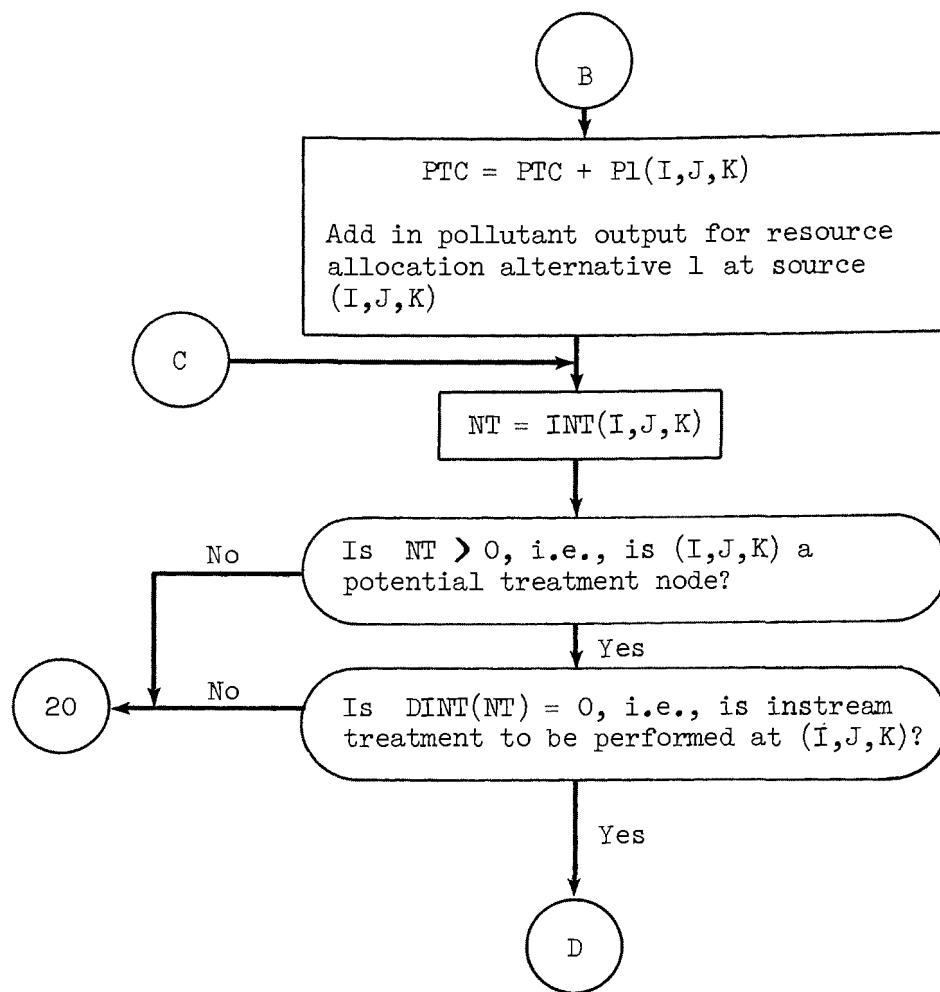 B
PTC = PTC + P1(I,J,K)
Add in pollutant output for resource
allocation alternative 1 at source
(I,J,K)
C
NT = INT(I,J,K)
No
Is NT > 0, i.e., is (I,J,K) a
potential treatment node?
Yes
20
No
Is DINT(NT) = 0, i.e., is instream
treatment to be performed at (I,J,K)?
Yes
D